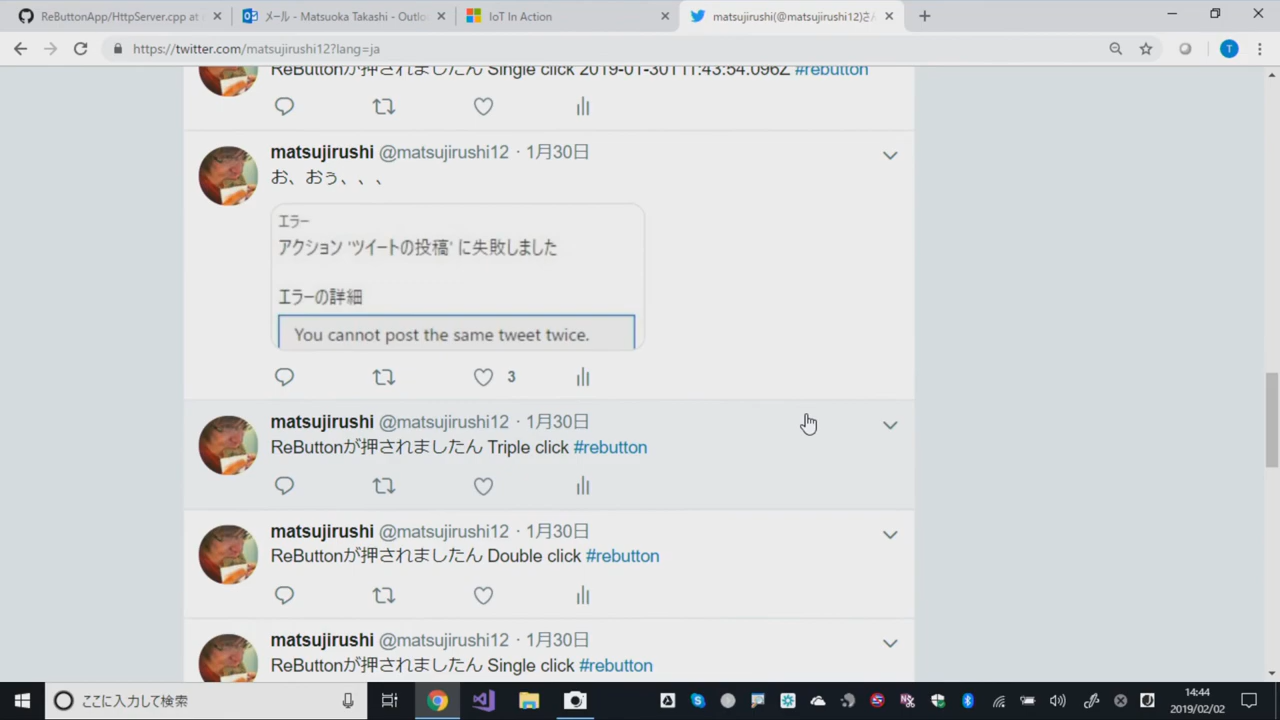 ReButtonApp/HttpServer.cpp at
メール - Matsuoka Takashi - Outlo
IoT In Action
matsujirushi(@matsujirushi12)さん
https://twitter.com/matsujirushi12?lang=ja
T
ReButtonが押されましたん Single click 2019-01-30T11:43:54.096Z #rebutton
matsujirushi @matsujirushi12 · 1月30日
お、おぅ、、、
エラー
アクション 'ツイートの投稿' に失敗しました
エラーの詳細
You cannot post the same tweet twice.
3
matsujirushi @matsujirushi12 · 1月30日
ReButtonが押されましたん Triple click #rebutton
matsujirushi @matsujirushi12 · 1月30日
ReButtonが押されましたん Double click #rebutton
matsujirushi @matsujirushi12 · 1月30日
ReButtonが押されましたん Single click #rebutton
ここに入力して検索
14:44
2019/02/02